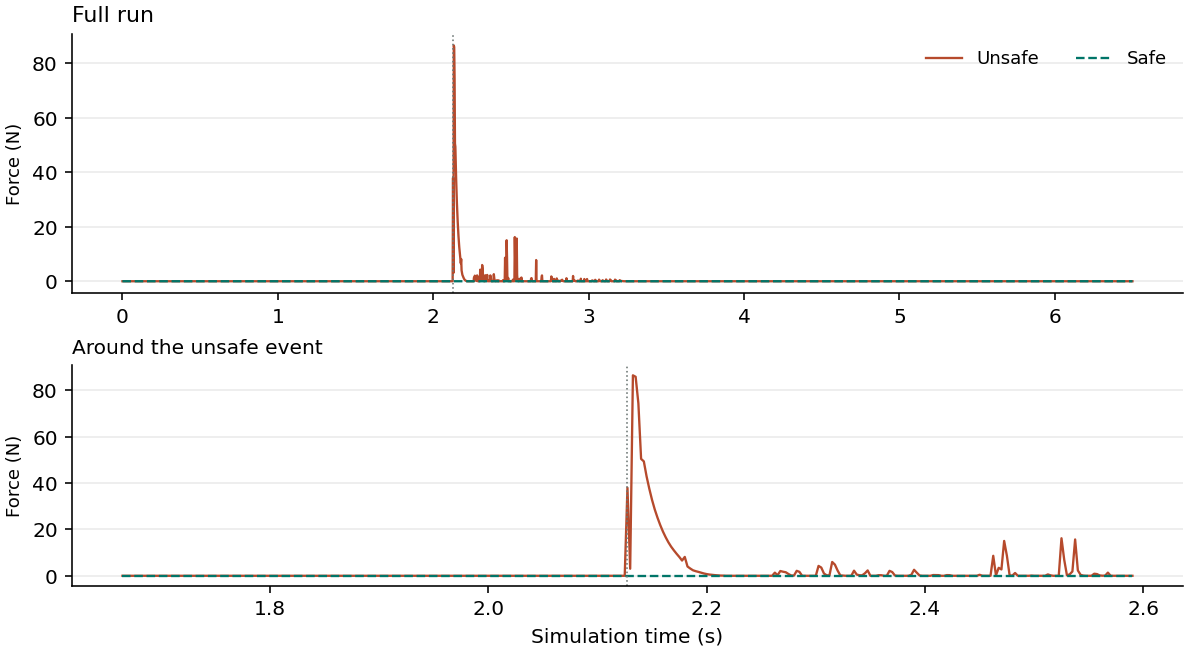 Full run
Force (N)
80
60
40
20
0
Unsafe
Safe
0 1 2 3 4 5 6
Around the unsafe event
Force (N)
80
60
40
20
0
1.8 2.0 2.2 2.4 2.6
Simulation time (s)